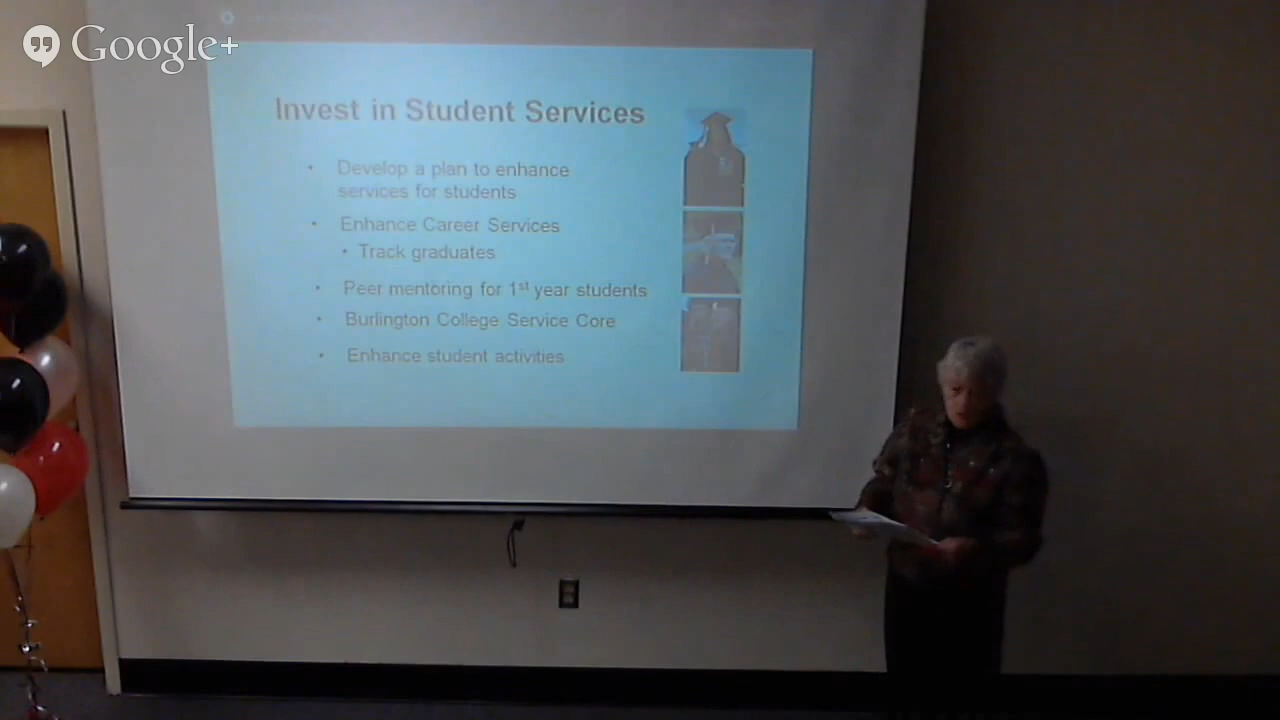 Google+
Invest in Student Services
• Develop a plan to enhance
services for students
• Enhance Career Services
• Track graduates
• Peer mentoring for 1st year students
• Burlington College Service Core
• Enhance student activities